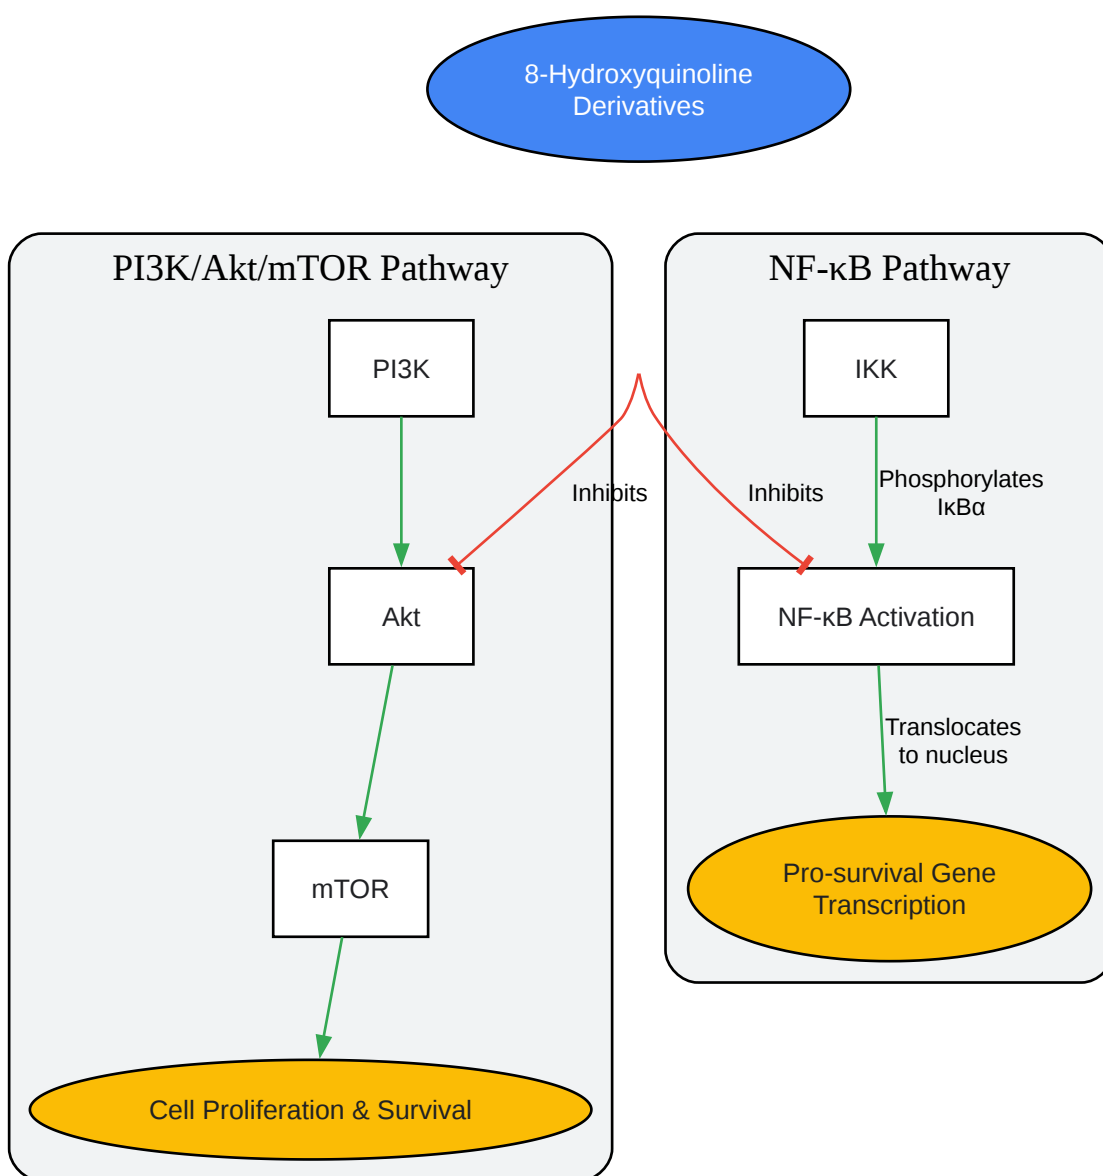 8-Hydroxyquinoline
Derivatives
PI3K/Akt/mTOR Pathway
PI3K
Inhibits
Akt
mTOR
Cell Proliferation & Survival
NF-κB Pathway
IKK
Inhibits
Phosphorylates
IκBα
NF-κB Activation
Translocates
to nucleus
Pro-survival Gene
Transcription